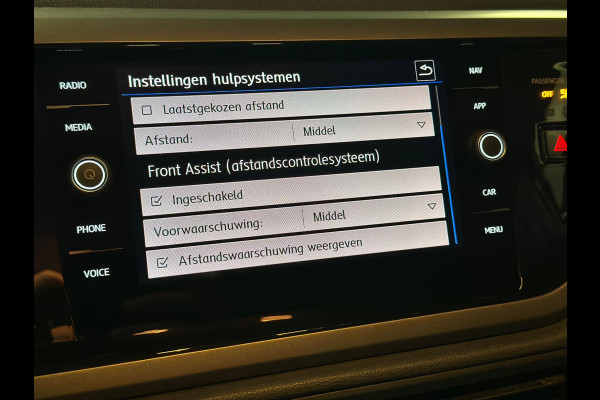 RADIO
MEDIA
PHONE
VOICE
Instellingen hulpsystemen
Laatstgekozen afstand
Afstand: Middel
Front Assist (afstandscontrolesysteem)
Ingeschakeld
Voorwaarschuwing: Middel
Afstandswaarschuwing weergeven
NAV
APP
CAR
MENU
PASSENGER
OFF